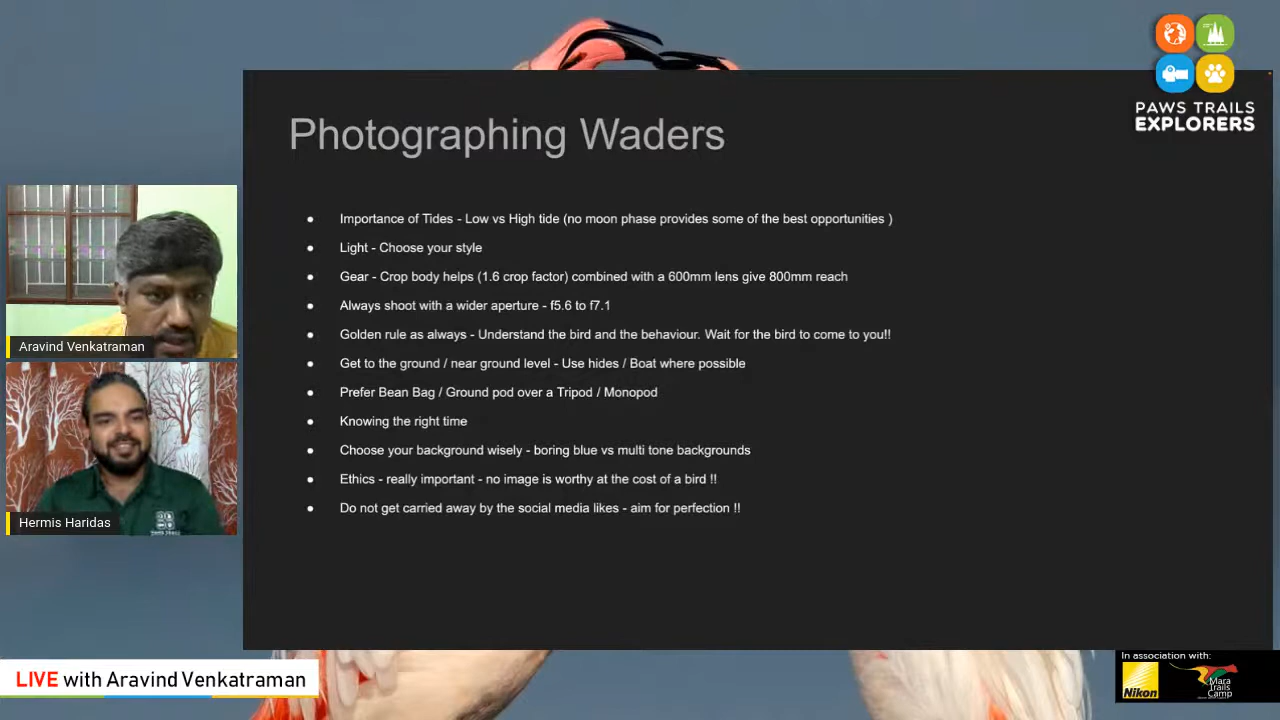 PAWS TRAILS
EXPLORERS
Photographing Waders
● Importance of Tides - Low vs High tide (no moon phase provides some of the best opportunities )
● Light - Choose your style
● Gear - Crop body helps (1.6 crop factor) combined with a 600mm lens give 800mm reach
● Always shoot with a wider aperture - f5.6 to f7.1
● Golden rule as always - Understand the bird and the behaviour. Wait for the bird to come to you!!
● Get to the ground / near ground level - Use hides / Boat where possible
● Prefer Bean Bag / Ground pod over a Tripod / Monopod
● Knowing the right time
● Choose your background wisely - boring blue vs multi tone backgrounds
● Ethics - really important - no image is worthy at the cost of a bird !!
● Do not get carried away by the social media likes - aim for perfection !!
Aravind Venkatraman
Hermis Haridas
LIVE with Aravind Venkatraman
In association with:
Nikon
Mara
Trails
Camp